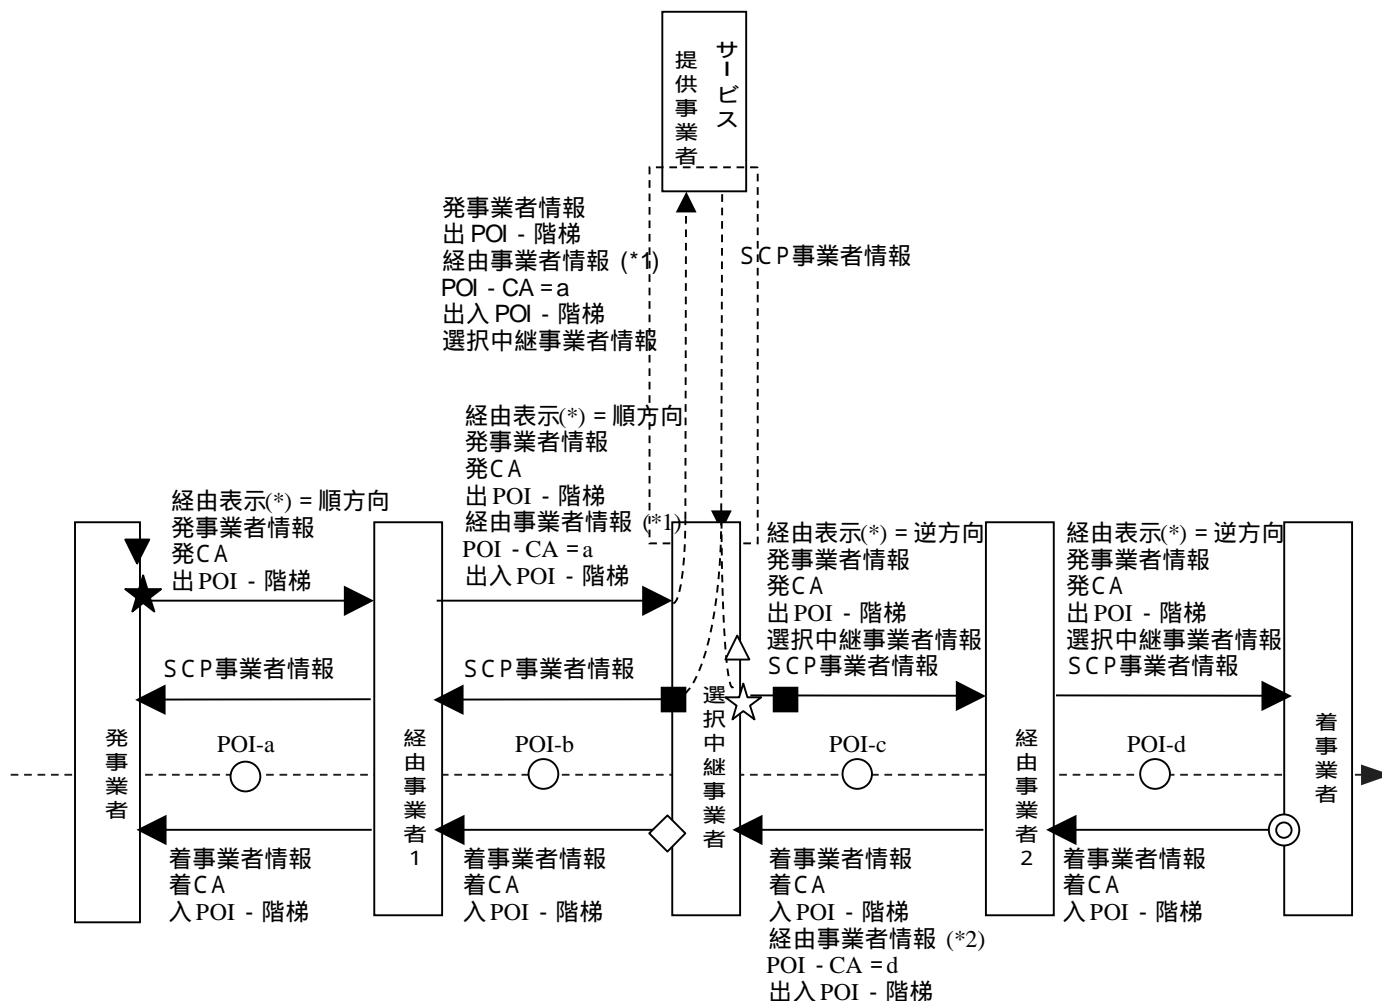 サービス
提供事業者
発事業者情報
出POI - 階梯
経由事業者情報 (*1)
POI - CA = a
出入POI - 階梯
選択中継事業者情報
SCP事業者情報
経由表示(*) = 順方向
発事業者情報
発CA
出POI - 階梯
経由事業者情報 (*1)
POI - CA = a
出入POI - 階梯
経由表示(*) = 順方向
発事業者情報
発CA
出POI - 階梯
経由表示(*) = 逆方向
発事業者情報
発CA
出POI - 階梯
選択中継事業者情報
SCP事業者情報
経由表示(*) = 逆方向
発事業者情報
発CA
出POI - 階梯
選択中継事業者情報
SCP事業者情報
SCP事業者情報
SCP事業者情報
発事業者
POI-a
経由事業者1
POI-b
選択中継事業者
POI-c
経由事業者2
POI-d
着事業者
着事業者情報
着CA
入POI - 階梯
着事業者情報
着CA
入POI - 階梯
着事業者情報
着CA
入POI - 階梯
経由事業者情報 (*2)
POI - CA = d
出入POI - 階梯
着事業者情報
着CA
入POI - 階梯